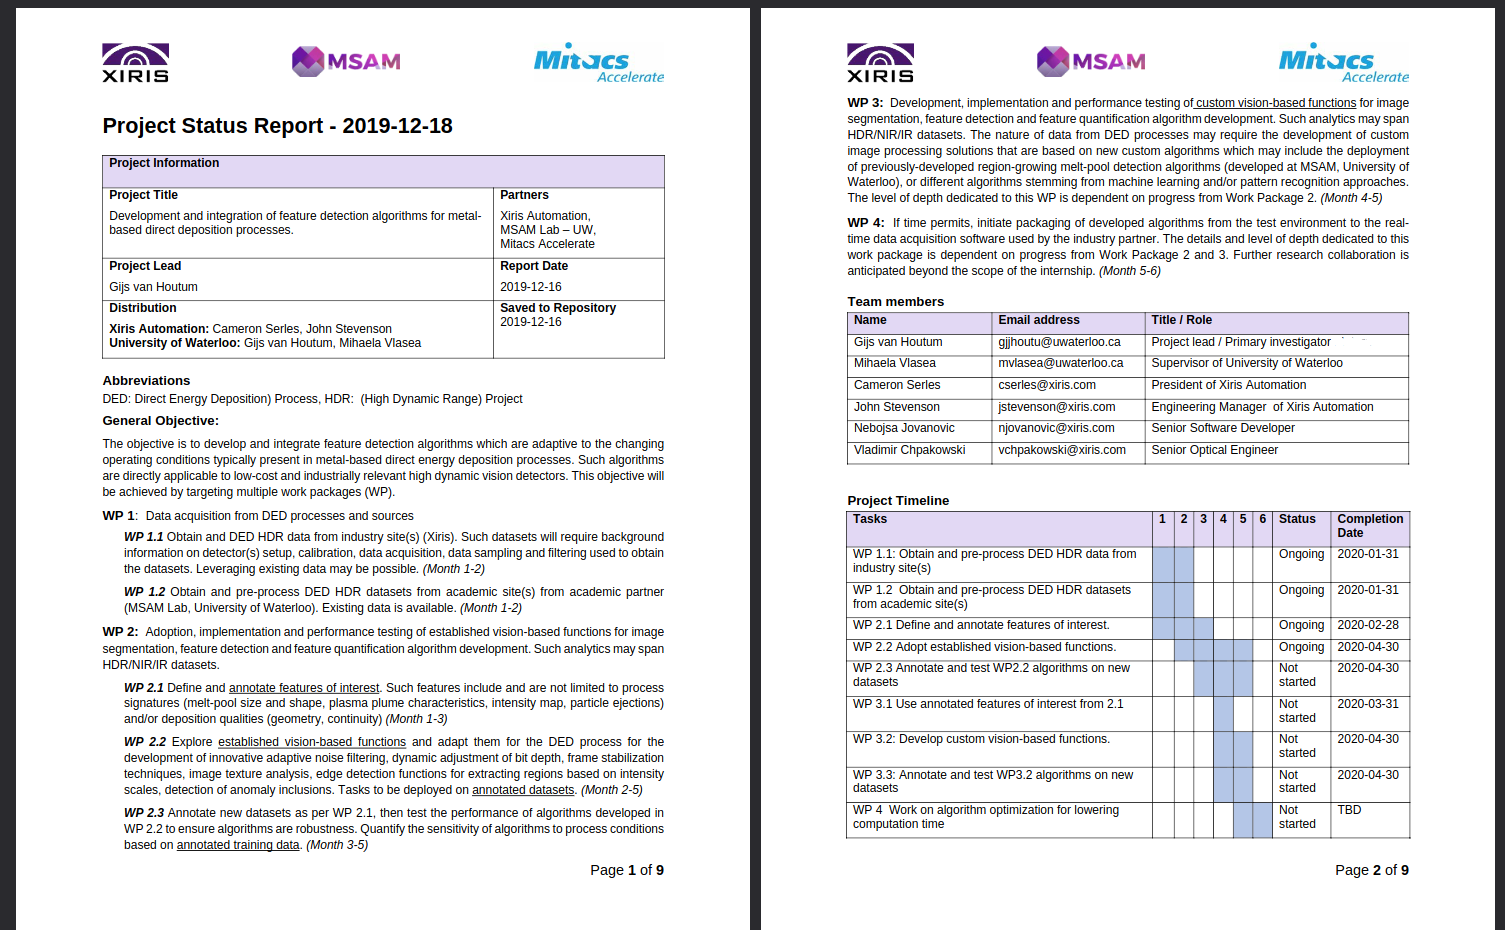 XIRIS
MSAM
Mitacs
Accelerate
Project Status Report - 2019-12-18
Project Information
Project Title
Development and integration of feature detection algorithms for metal-
based direct deposition processes.
Partners
Xiris Automation,
MSAM Lab – UW,
Mitacs Accelerate
Project Lead
Gijs van Houtum
Report Date
2019-12-16
Distribution
Xiris Automation: Cameron Serles, John Stevenson
University of Waterloo: Gijs van Houtum, Mihaela Vlasea
Saved to Repository
2019-12-16
Abbreviations
DED: Direct Energy Deposition) Process, HDR: (High Dynamic Range) Project
General Objective:
The objective is to develop and integrate feature detection algorithms which are adaptive to the changing
operating conditions typically present in metal-based direct energy deposition processes. Such algorithms
are directly applicable to low-cost and industrially relevant high dynamic vision detectors. This objective will
be achieved by targeting multiple work packages (WP).
WP 1: Data acquisition from DED processes and sources
WP 1.1 Obtain and DED HDR data from industry site(s) (Xiris). Such datasets will require background
information on detector(s) setup, calibration, data acquisition, data sampling and filtering used to obtain
the datasets. Leveraging existing data may be possible. (Month 1-2)
WP 1.2 Obtain and pre-process DED HDR datasets from academic site(s) from academic partner
(MSAM Lab, University of Waterloo). Existing data is available. (Month 1-2)
WP 2: Adoption, implementation and performance testing of established vision-based functions for image
segmentation, feature detection and feature quantification algorithm development. Such analytics may span
HDR/NIR/IR datasets.
WP 2.1 Define and annotate features of interest. Such features include and are not limited to process
signatures (melt-pool size and shape, plasma plume characteristics, intensity map, particle ejections)
and/or deposition qualities (geometry, continuity) (Month 1-3)
WP 2.2 Explore established vision-based functions and adapt them for the DED process for the
development of innovative adaptive noise filtering, dynamic adjustment of bit depth, frame stabilization
techniques, image texture analysis, edge detection functions for extracting regions based on intensity
scales, detection of anomaly inclusions. Tasks to be deployed on annotated datasets. (Month 2-5)
WP 2.3 Annotate new datasets as per WP 2.1, then test the performance of algorithms developed in
WP 2.2 to ensure algorithms are robustness. Quantify the sensitivity of algorithms to process conditions
based on annotated training data. (Month 3-5)
Page 1 of 9
XIRIS
MSAM
Mitacs
Accelerate
WP 3: Development, implementation and performance testing of custom vision-based functions for image
segmentation, feature detection and feature quantification algorithm development. Such analytics may span
HDR/NIR/IR datasets. The nature of data from DED processes may require the development of custom
image processing solutions that are based on new custom algorithms which may include the deployment
of previously-developed region-growing melt-pool detection algorithms (developed at MSAM, University of
Waterloo), or different algorithms stemming from machine learning and/or pattern recognition approaches.
The level of depth dedicated to this WP is dependent on progress from Work Package 2. (Month 4-5)
WP 4: If time permits, initiate packaging of developed algorithms from the test environment to the real-
time data acquisition software used by the industry partner. The details and level of depth dedicated to this
work package is dependent on progress from Work Package 2 and 3. Further research collaboration is
anticipated beyond the scope of the internship. (Month 5-6)
Team members
Name Email address Title / Role
Gijs van Houtum gjjhoutu@uwaterloo.ca Project lead / Primary investigator
Mihaela Vlasea mvlasea@uwaterloo.ca Supervisor of University of Waterloo
Cameron Serles cserles@xiris.com President of Xiris Automation
John Stevenson jstevenson@xiris.com Engineering Manager of Xiris Automation
Nebojsa Jovanovic njovanovic@xiris.com Senior Software Developer
Vladimir Chpakowski vchpakowski@xiris.com Senior Optical Engineer
Project Timeline
Tasks 1 2 3 4 5 6 Status Completion
Date
WP 1.1: Obtain and pre-process DED HDR data from Ongoing 2020-01-31
industry site(s)
WP 1.2 Obtain and pre-process DED HDR datasets Ongoing 2020-01-31
from academic site(s)
WP 2.1 Define and annotate features of interest. Ongoing 2020-02-28
WP 2.2 Adopt established vision-based functions. Ongoing 2020-04-30
WP 2.3 Annotate and test WP2.2 algorithms on new Not 2020-04-30
datasets started
WP 3.1 Use annotated features of interest from 2.1 Not 2020-03-31
started
WP 3.2: Develop custom vision-based functions. Not 2020-04-30
started
WP 3.3: Annotate and test WP3.2 algorithms on new Not 2020-04-30
datasets started
WP 4 Work on algorithm optimization for lowering Not TBD
computation time started
Page 2 of 9